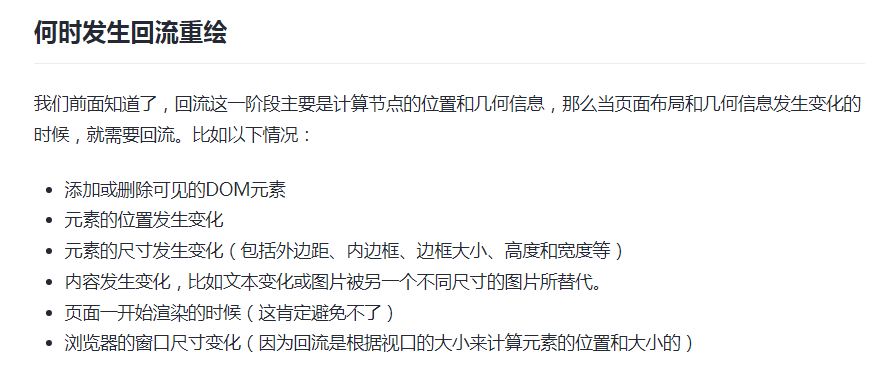 何时发生回流重绘
我们前面知道了，回流这一阶段主要是计算节点的位置和几何信息，那么当页面布局和几何信息发生变化的
时候，就需要回流。比如以下情况：
添加或删除可见的DOM元素
元素的位置发生变化
元素的尺寸发生变化（包括外边距、内边框、边框大小、高度和宽度等）
内容发生变化，比如文本变化或图片被另一个不同尺寸的图片所替代。
页面一开始渲染的时候（这肯定避免不了）
浏览器的窗口尺寸变化（因为回流是根据视口的大小来计算元素的位置和大小的）